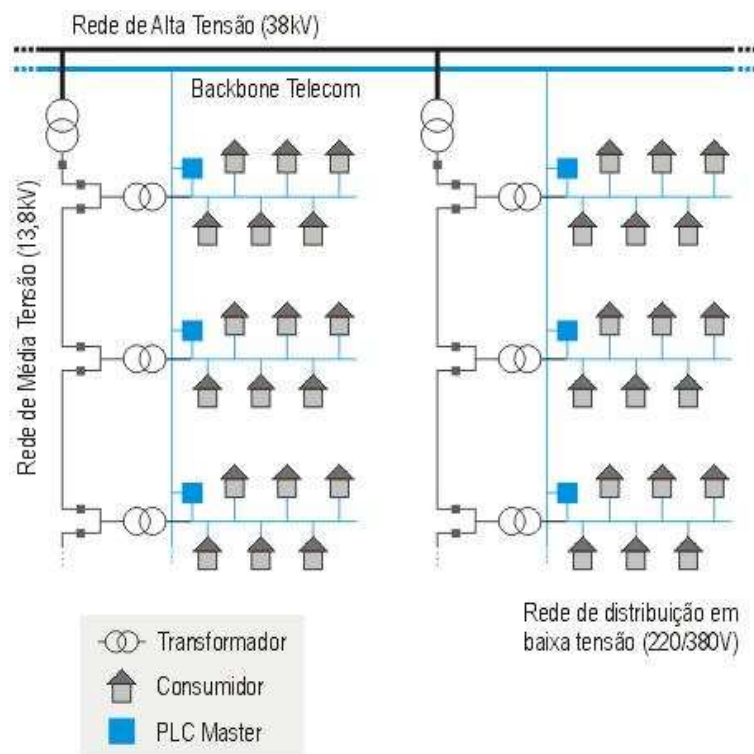 Rede de Alta Tensão (38kV)
Backbone Telecom
Rede de Média Tensão (13,8kV)
Rede de distribuição em
baixa tensão (220/380V)
Transformador
Consumidor
PLC Master